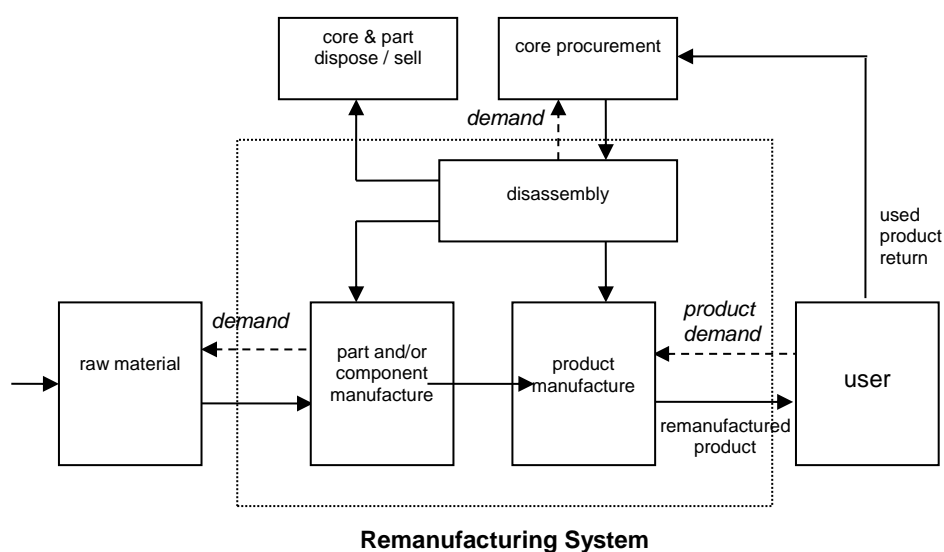 core & part
dispose / sell
core procurement
demand
disassembly
used
product
return
demand
product
demand
raw material
part and/or
component
manufacture
product
manufacture
user
remanufactured
product
Remanufacturing System